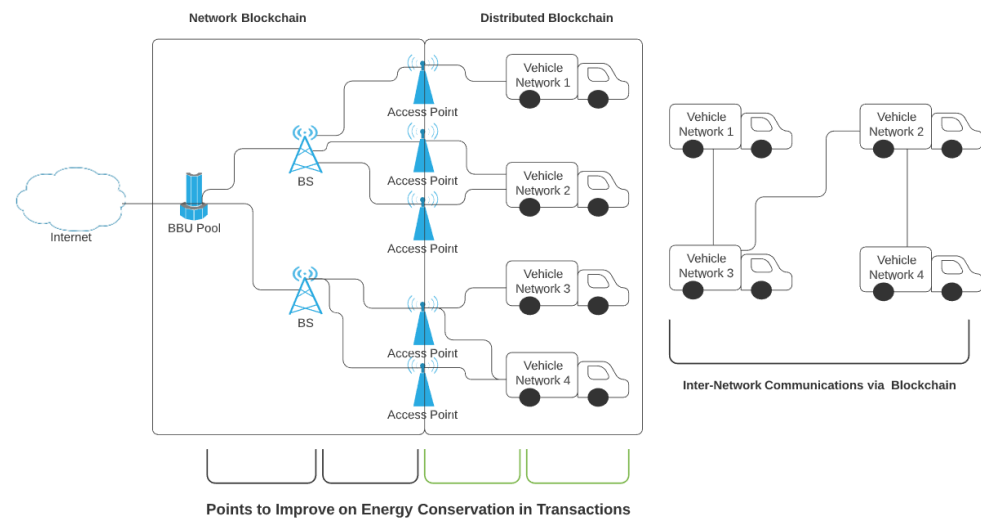 Network Blockchain
Distributed Blockchain
Vehicle
Network 1
Access Point
BS
Access Point
Vehicle
Network 2
Access Point
Internet
BBU Pool
BS
Vehicle
Network 3
Access Point
Vehicle
Network 4
Access Point
Vehicle
Network 1
Vehicle
Network 2
Vehicle
Network 3
Vehicle
Network 4
Inter-Network Communications via Blockchain
Points to Improve on Energy Conservation in Transactions